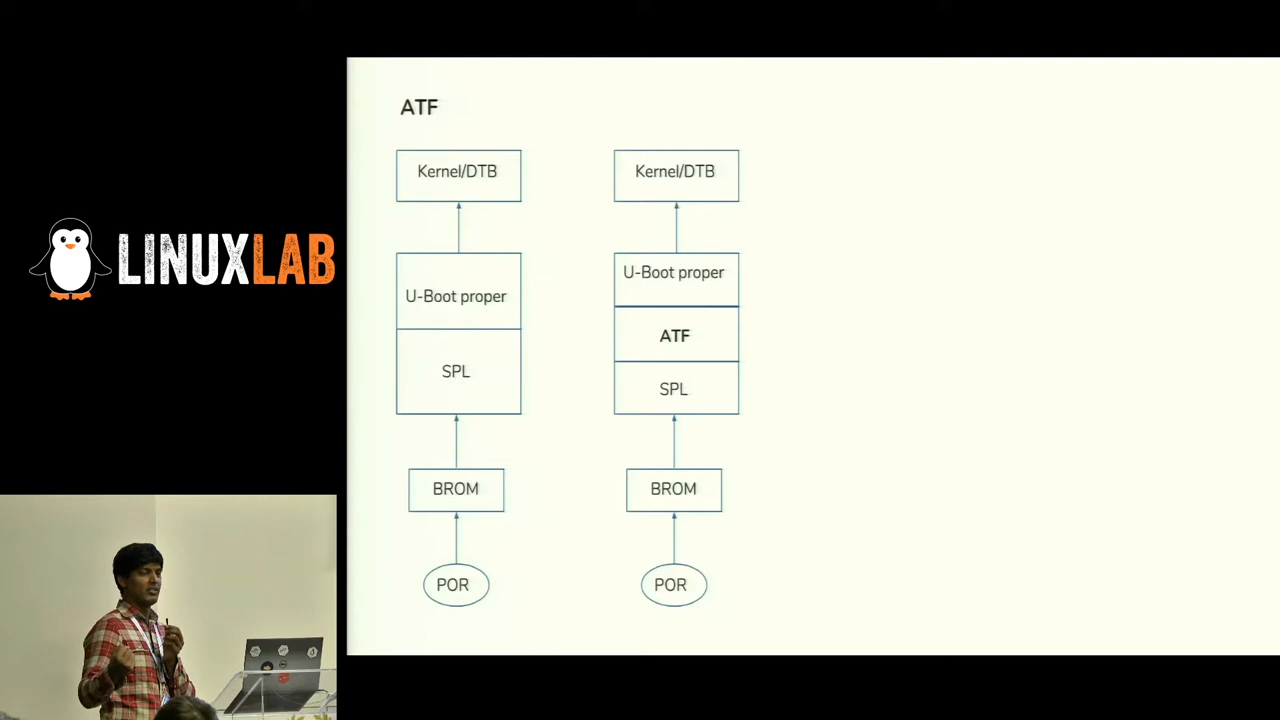 LINUXLAB
ATF
Kernel/DTB
U-Boot proper
SPL
BROM
POR
Kernel/DTB
U-Boot proper
ATF
SPL
BROM
POR